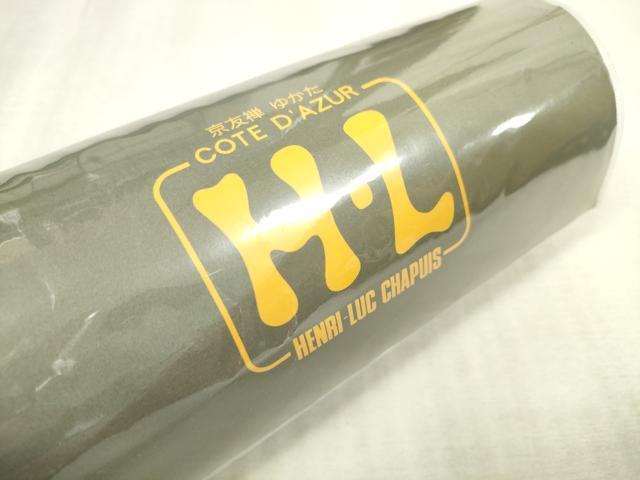 京友禅 ゆかた
COTE D'AZUR
H·L
HENRI-LUC CHAPUIS